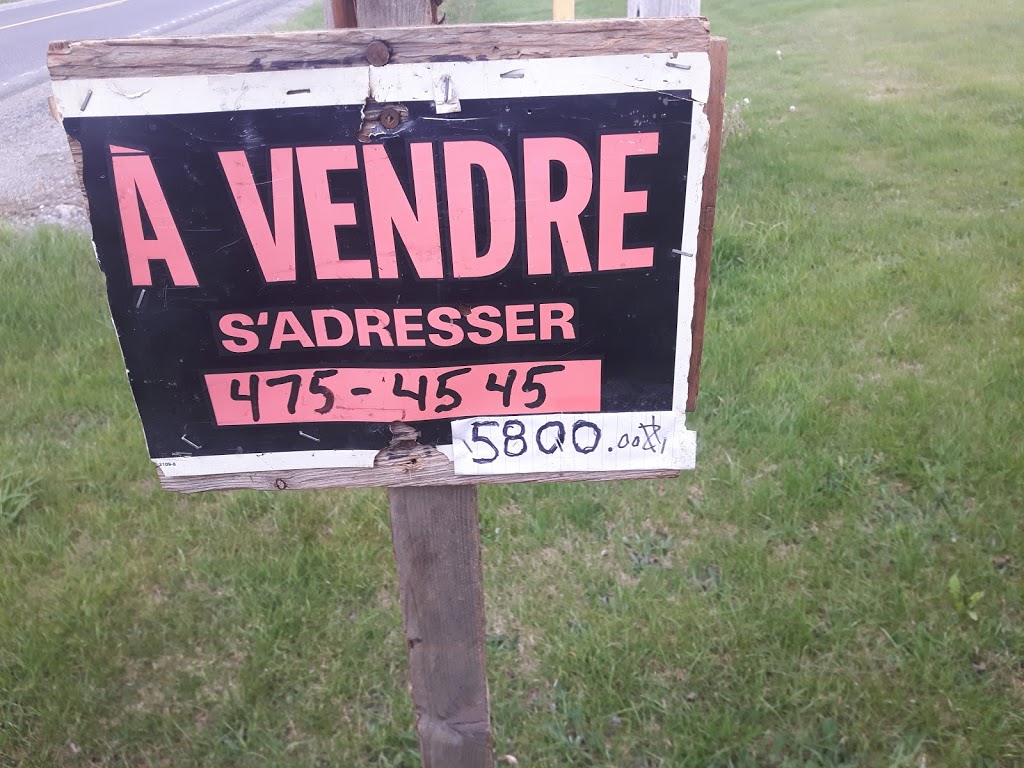 À VENDRE
S'ADRESSER
475-4545
5800.00$